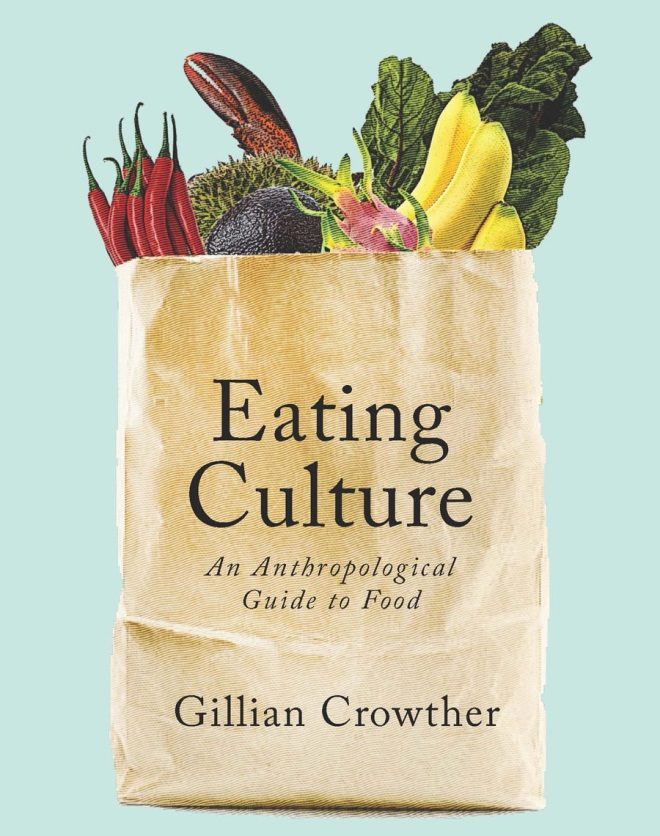 Eating
Culture
An Anthropological
Guide to Food
Gillian Crowther